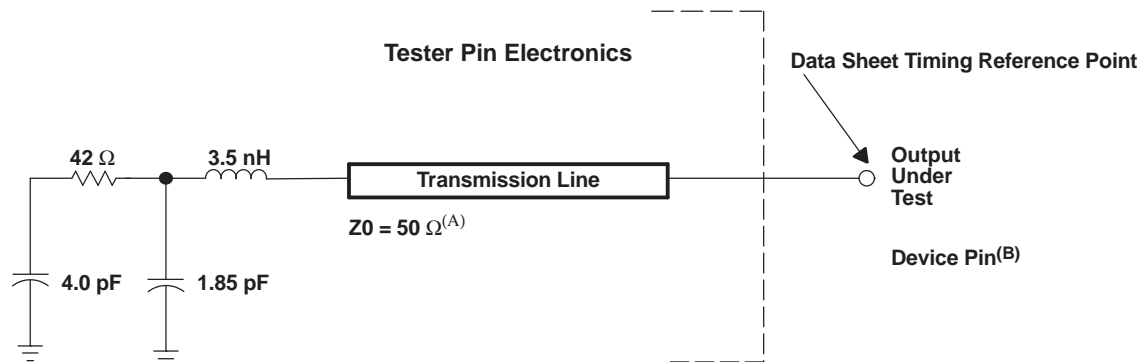 Tester Pin Electronics
Data Sheet Timing Reference Point
42 Ω
3.5 nH
Transmission Line
Output
Under
Test
Z0 = 50 Ω(A)
Device Pin(B)
4.0 pF
1.85 pF